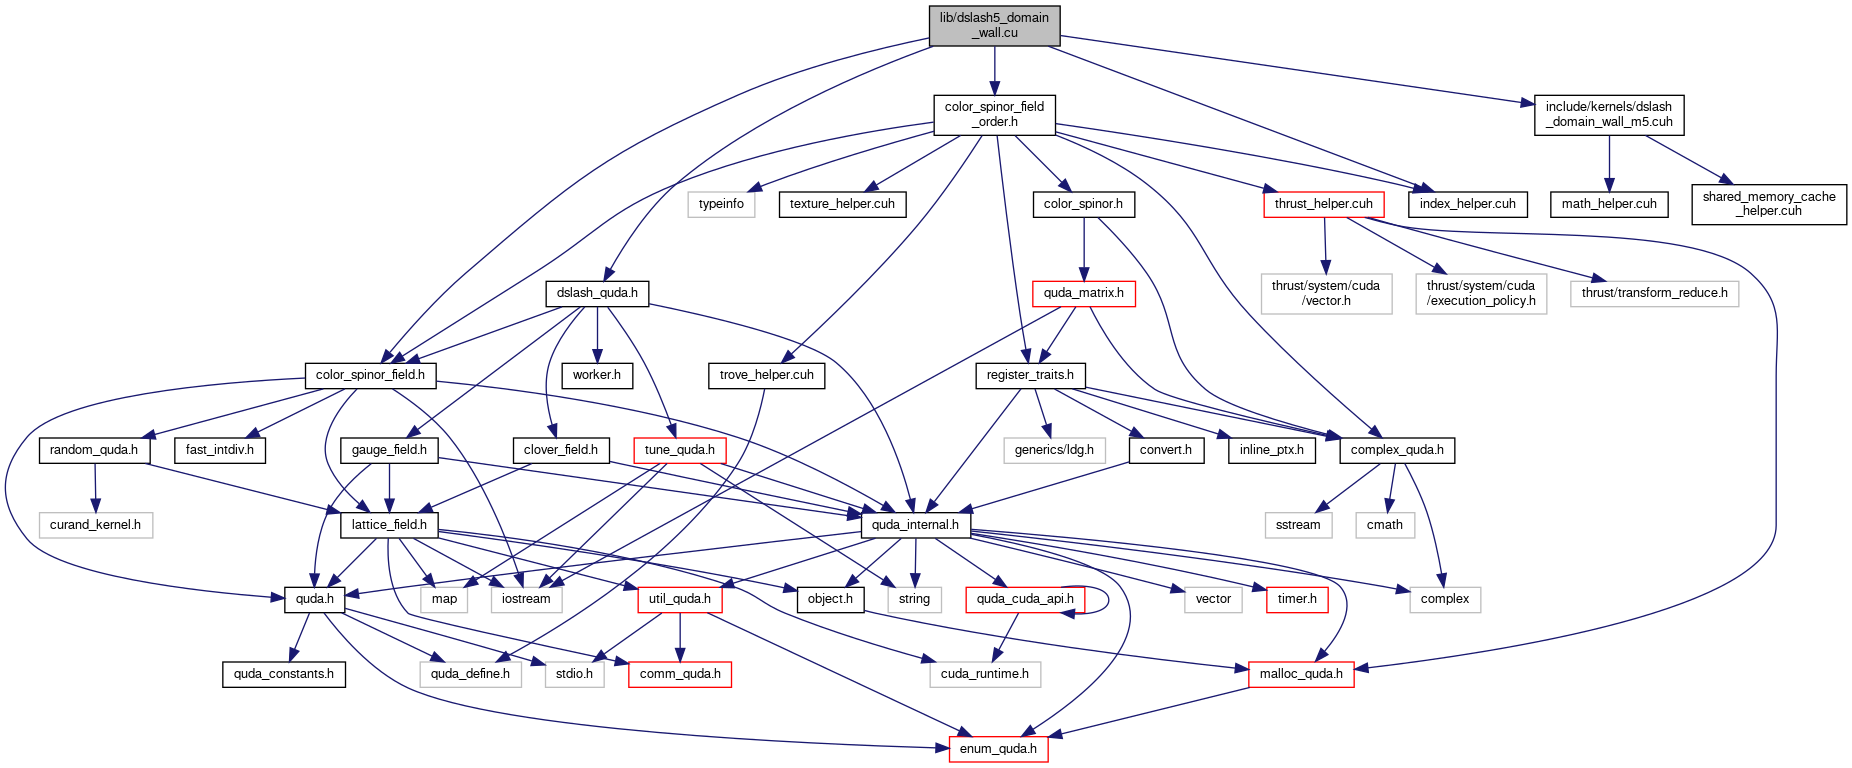 lib/dslash5_domain
_wall.cu
color_spinor_field
_order.h
include/kernels/dslash
_domain_wall_m5.cuh
typeinfo
texture_helper.cuh
color_spinor.h
thrust_helper.cuh
index_helper.cuh
math_helper.cuh
shared_memory_cache
_helper.cuh
dslash_quda.h
quda_matrix.h
thrust/system/cuda
/vector.h
thrust/system/cuda
/execution_policy.h
thrust/transform_reduce.h
color_spinor_field.h
worker.h
trove_helper.cuh
register_traits.h
random_quda.h
fast_intdiv.h
gauge_field.h
clover_field.h
tune_quda.h
generics/ldg.h
convert.h
inline_ptx.h
complex_quda.h
curand_kernel.h
lattice_field.h
quda_internal.h
sstream
cmath
quda.h
map
iostream
util_quda.h
object.h
string
quda_cuda_api.h
vector
timer.h
complex
quda_constants.h
quda_define.h
stdio.h
comm_quda.h
cuda_runtime.h
malloc_quda.h
enum_quda.h